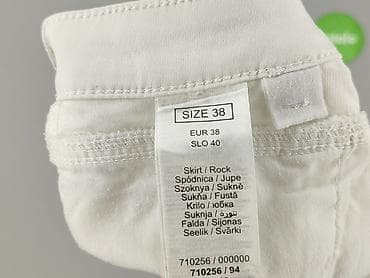 SIZE 38
EUR 38
SLO 40
Skirt / Rock
Spódnica / Jupe
Szoknya / Sukně
Sukňa / Fustă
Krilo / юбка
Suknja / تنورة
Falda / Sijonas
Seelik / Svārki
710256 / 000000
710256 / 94